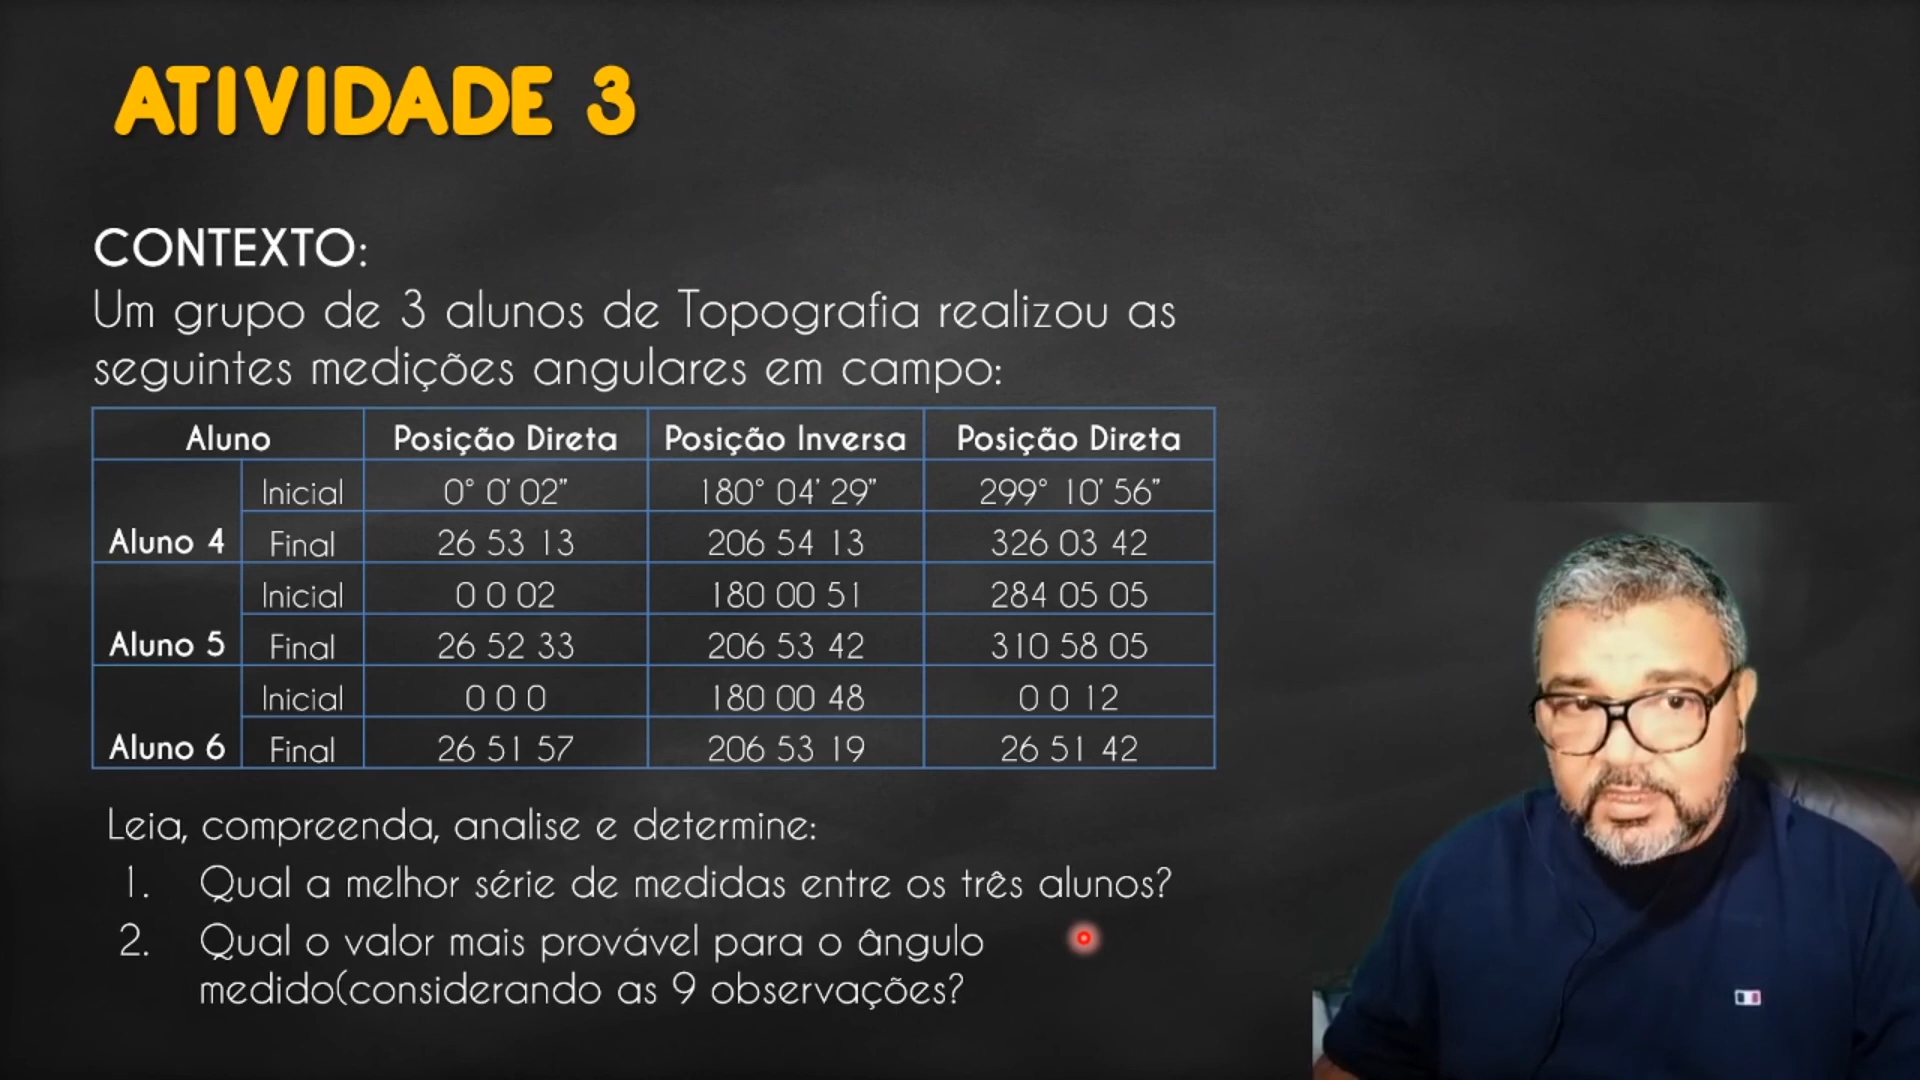 ATIVIDADE 3
CONTEXTO:
Um grupo de 3 alunos de Topografia realizou as
seguintes medições angulares em campo:
Aluno Posição Direta Posição Inversa Posição Direta
Aluno 4 Inicial 0° 0' 02” 180° 04' 29” 299° 10' 56”
Final 26 53 13 206 54 13 326 03 42
Aluno 5 Inicial 0 0 02 180 00 51 284 05 05
Final 26 52 33 206 53 42 310 58 05
Aluno 6 Inicial 0 0 0 180 00 48 0 0 12
Final 26 51 57 206 53 19 26 51 42
Leia, compreenda, analise e determine:
1. Qual a melhor série de medidas entre os três alunos?
2. Qual o valor mais provável para o ângulo
medido(considerando as 9 observações?